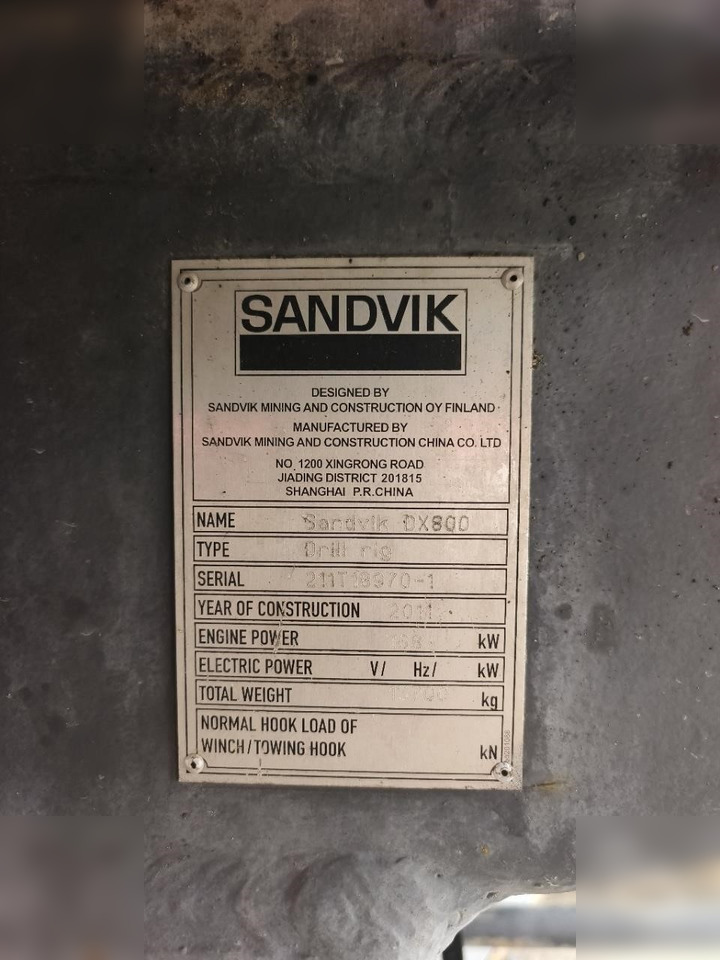 SANDVIK
DESIGNED BY
SANDVIK MINING AND CONSTRUCTION OY FINLAND
MANUFACTURED BY
SANDVIK MINING AND CONSTRUCTION CHINA CO. LTD
NO. 1200 XINGRONG ROAD
JIADING DISTRICT 201815
SHANGHAI P.R.CHINA
NAME Sandvik DX800
TYPE Drill rig
SERIAL
YEAR OF CONSTRUCTION 2011
ENGINE POWER kW
ELECTRIC POWER V/ Hz/ kW
TOTAL WEIGHT kg
NORMAL HOOK LOAD OF
WINCH/TOWING HOOK kN